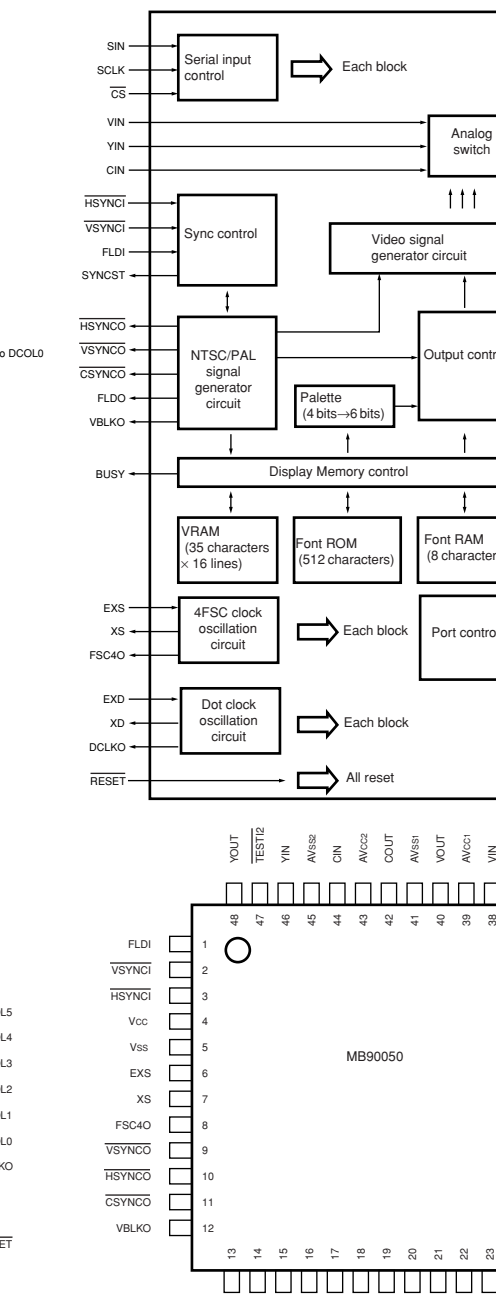 SIN
SCLK
CS
Serial input
control
Each block
VIN
YIN
CIN
Analog
switch
HSYNCI
VSYNCI
FLDI
SYNCST
Sync control
Video signal
generator circuit
o DCOL0
HSYNCO
VSYNCO
CSYNCO
FLDO
VBLKO
NTSC/PAL
signal
generator
circuit
Output contr
Palette
(4 bits→6 bits)
BUSY
Display Memory control
VRAM
(35 characters
× 16 lines)
Font ROM
(512 characters)
Font RAM
(8 character
EXS
XS
FSC4O
4FSC clock
oscillation
circuit
Each block
Port contro
EXD
XD
DCLKO
Dot clock
oscillation
circuit
Each block
RESET
All reset
YOUT
TESTI2
YIN
AVSS2
CIN
AVCC2
COUT
AVSS1
VOUT
AVCC1
VIN
48 47 46 45 44 43 42 41 40 39 38
FLDI 1
VSYNCI 2
HSYNCI 3
VCC 4
VSS 5
EXS 6
XS 7
FSC4O 8
VSYNCO 9
HSYNCO 10
CSYNCO 11
VBLKO 12
MB90050
L5
L4
L3
L2
L1
L0
KO
ET
13 14 15 16 17 18 19 20 21 22 23